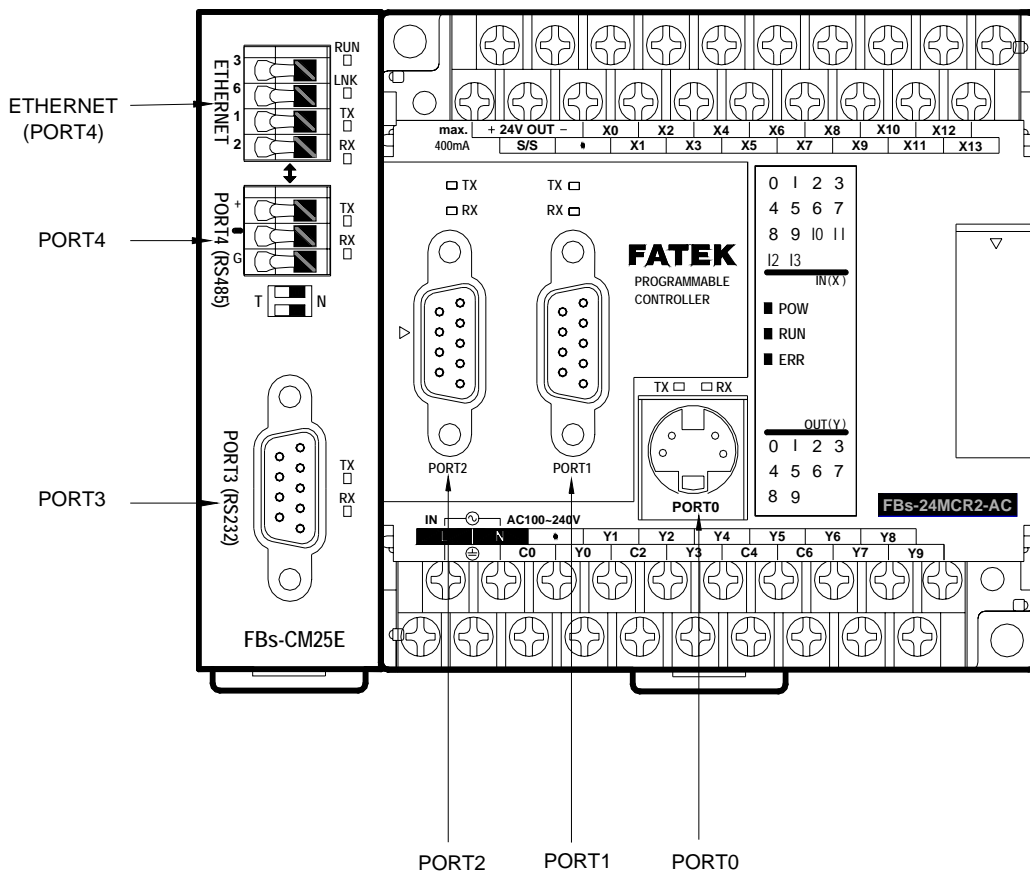 ETHERNET
(PORT4)
PORT4
PORT3
3
6
1
2
ETHERNET
RUN
LNK
TX
RX
+
G
PORT4 (RS485)
TX
RX
T N
PORT3 (RS232)
TX
RX
FBs-CM25E
max. + 24V OUT – X0 X2 X4 X6 X8 X10 X12
400mA S/S • X1 X3 X5 X7 X9 X11 X13
TX
RX
TX
RX
PORT2
PORT1
FATEK
PROGRAMMABLE
CONTROLLER
TX RX
PORT0
0 1 2 3
4 5 6 7
8 9 10 11
12 13
IN(X)
POW
RUN
ERR
OUT(Y)
0 1 2 3
4 5 6 7
8 9
FBs-24MCR2-AC
IN AC100~240V
L N • Y1 Y2 Y4 Y5 Y6 Y8
C0 Y0 C2 Y3 C4 C6 Y7 Y9
PORT2 PORT1 PORT0